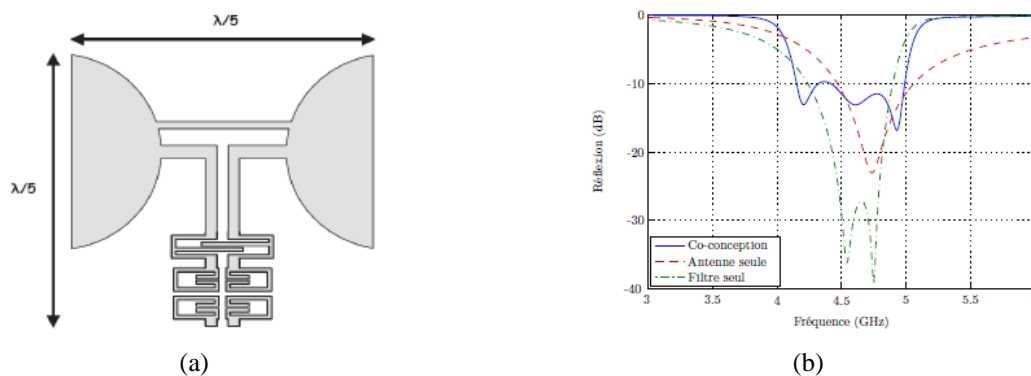 λ/5
λ/5
(a)
0
-10
-20
-30
-40
Réflexion (dB)
Co-conception
Antenne seule
Filtre seul
3
3.5
4
4.5
5
5.5
Fréquence (GHz)
(b)